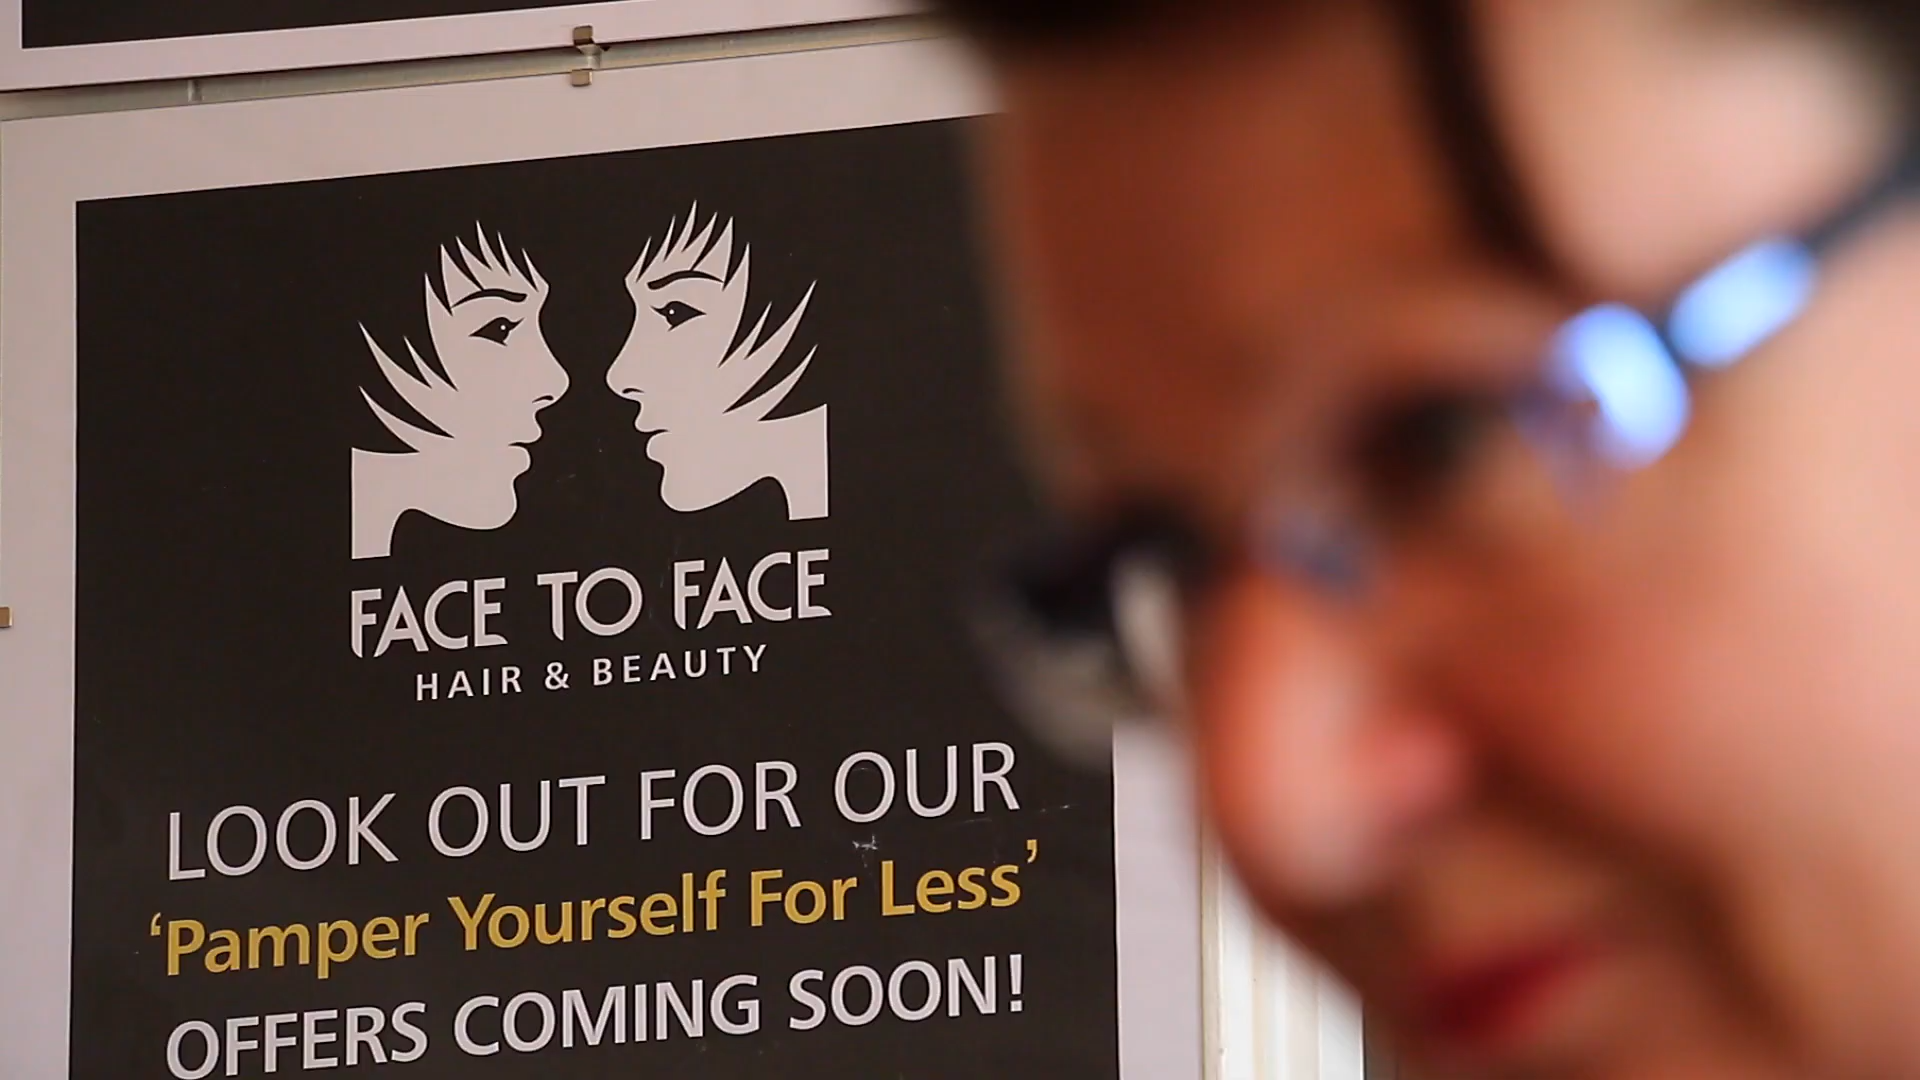 FACE TO FACE
HAIR & BEAUTY
LOOK OUT FOR OUR
‘Pamper Yourself For Less’
OFFERS COMING SOON!